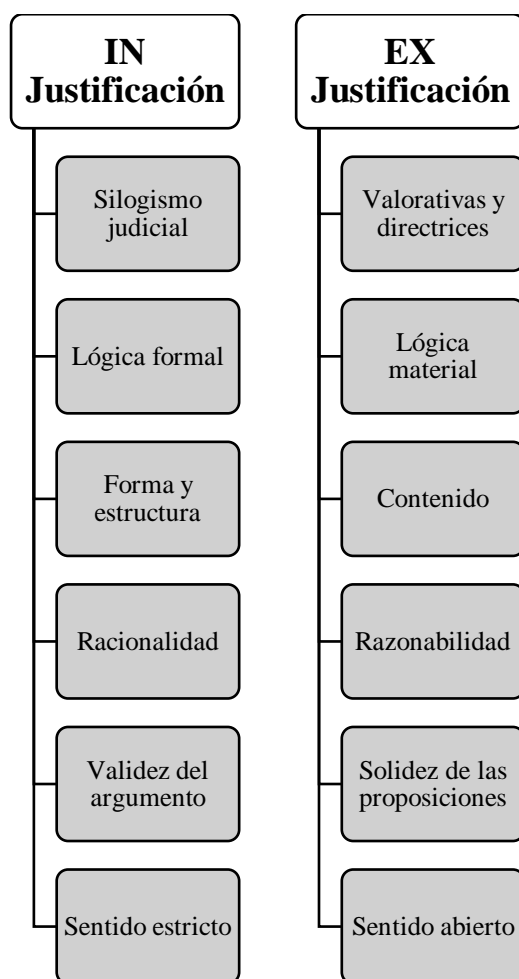 IN
Justificación
Silogismo
judicial
Lógica formal
Forma y
estructura
Racionalidad
Validez del
argumento
Sentido estricto
EX
Justificación
Valorativas y
directrices
Lógica
material
Contenido
Razonabilidad
Solidez de las
proposiciones
Sentido abierto